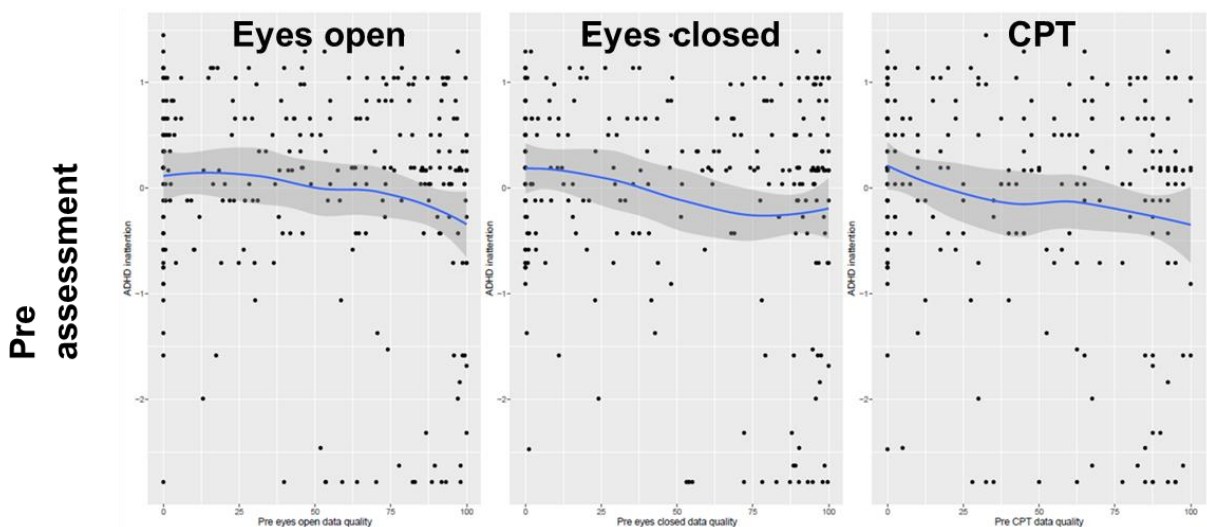 Eyes open
Eyes closed
CPT
Pre
assessment
ADHD inattention
1
0
−1
−2
0
25
50
75
100
Pre eyes open data quality
ADHD inattention
1
0
−1
−2
0
25
50
75
100
Pre eyes closed data quality
ADHD inattention
1
0
−1
−2
0
25
50
75
100
Pre CPT data quality